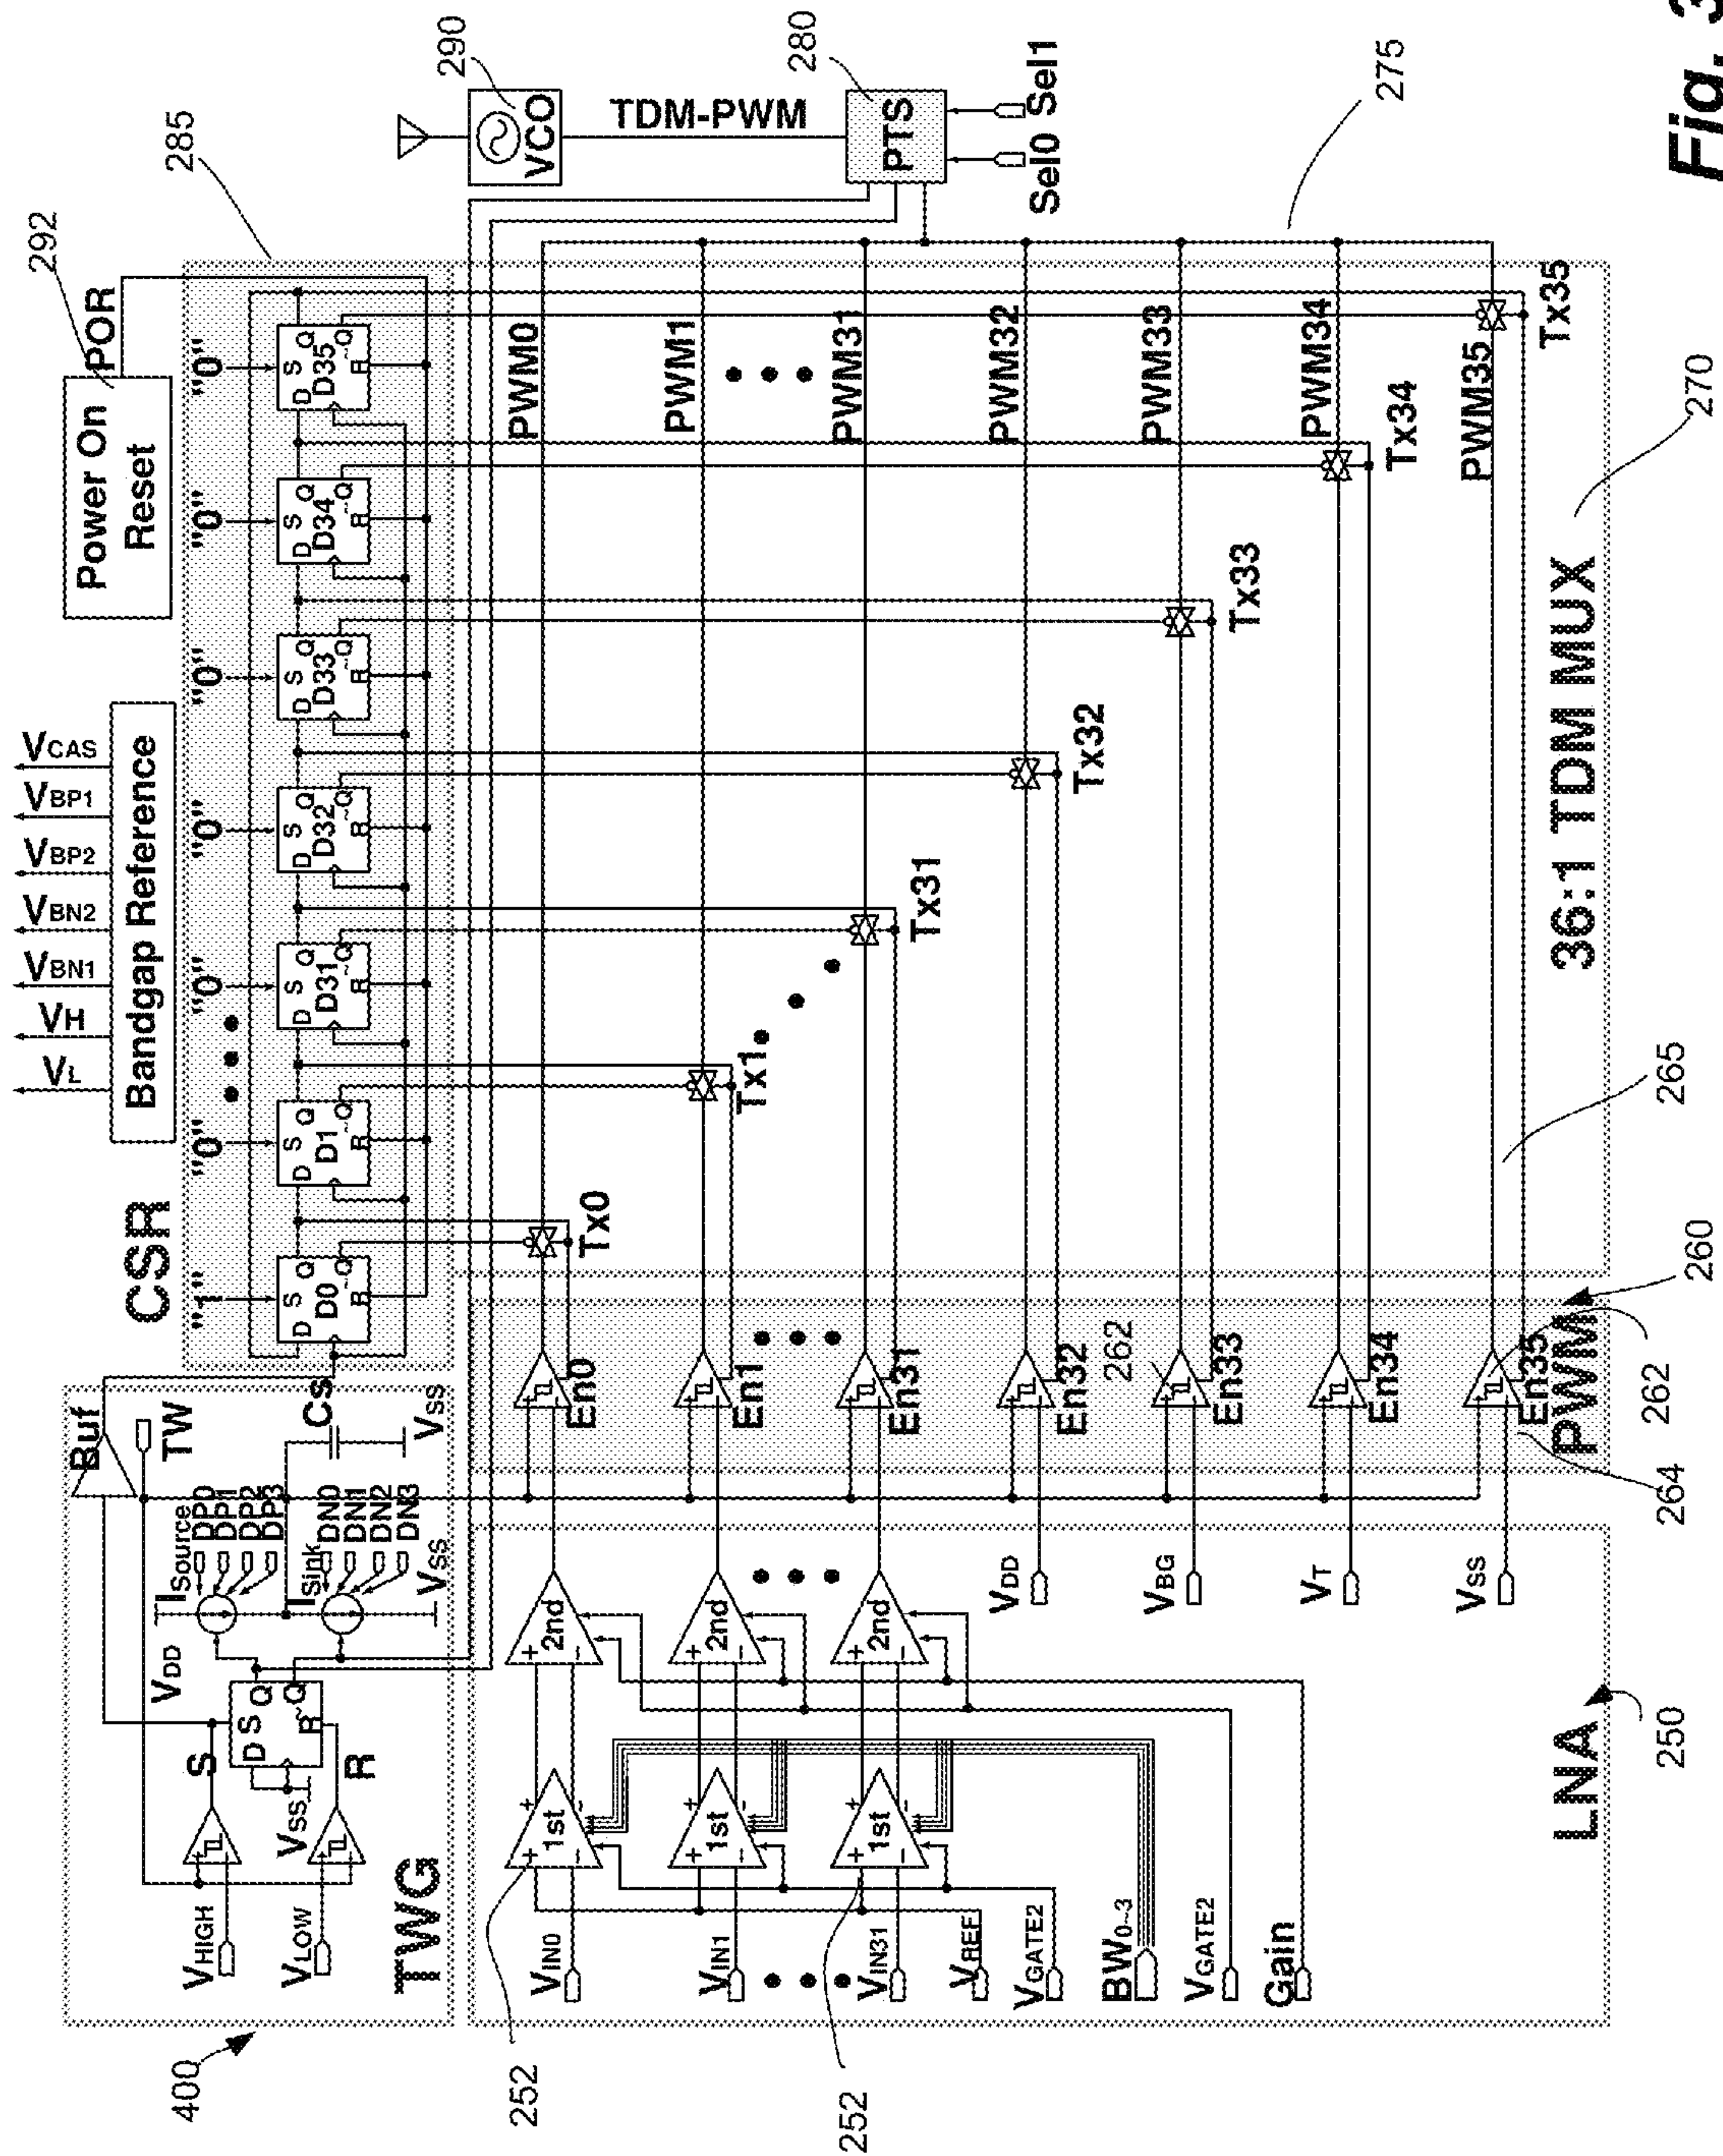 400
TWG
VHIGH
VLOW
S
R
VSS
D S Q
~Q
R
VDD
ISource
DP0
DP1
DP2
DP3
ISink
DN0
DN1
DN2
DN3
VSS
Buf
TW
CS
VSS
CSR
"1"
"0"
"0"
"0"
"0"
"0"
"0"
D S Q
D0
~Q
R
D S Q
D1
~Q
R
D S Q
D31
~Q
R
D S Q
D32
~Q
R
D S Q
D33
~Q
R
D S Q
D34
~Q
R
D S Q
D35
~Q
R
VL
VH
VBN1
VBN2
VBP2
VBP1
VCAS
Bandgap Reference
Power On
Reset
POR
292
285
290
VCO
TDM-PWM
PTS
280
Sel0
Sel1
275
252
252
VIN0
VIN1
VIN31
VREF
VGATE2
BW0~3
VGATE2
Gain
1st
+
-
1st
+
-
1st
+
-
2nd
+
-
2nd
+
-
2nd
+
-
VDD
VBG
VT
VSS
LNA
250
En0
En1
En31
En32
En33
En34
En35
262
PWM
264
262
260
265
Tx0
Tx1
Tx31
Tx32
Tx33
Tx34
Tx35
PWM0
PWM1
PWM31
PWM32
PWM33
PWM34
PWM35
36:1 TDM MUX
270
Fig. 3